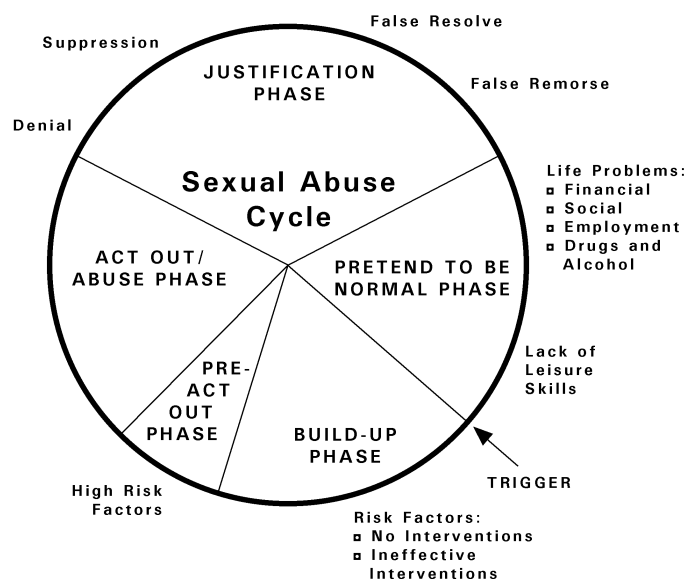 False Resolve
Suppression
JUSTIFICATION
PHASE
False Remorse
Denial
Sexual Abuse
Cycle
Life Problems:
Financial
Social
Employment
Drugs and
Alcohol
ACT OUT/
ABUSE PHASE
PRETEND TO BE
NORMAL PHASE
Lack of
Leisure
Skills
PRE-
ACT
OUT
PHASE
BUILD-UP
PHASE
TRIGGER
High Risk
Factors
Risk Factors:
No Interventions
Ineffective
Interventions